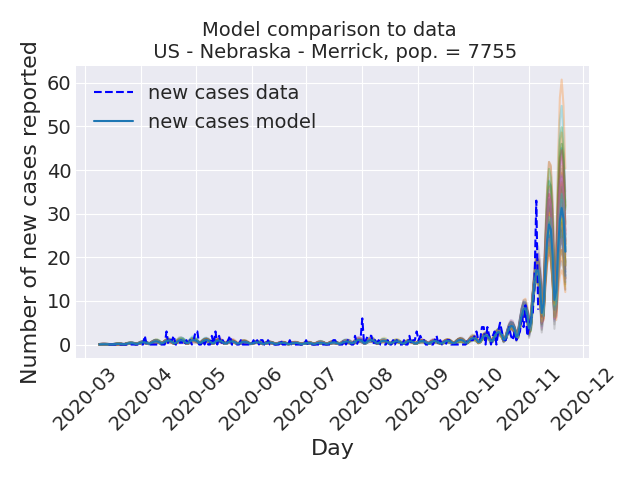 Model comparison to data
US - Nebraska - Merrick, pop. = 7755
Number of new cases reported
60
50
40
30
20
10
0
new cases data
new cases model
2020-03
2020-04
2020-05
2020-06
2020-07
2020-08
2020-09
2020-10
2020-11
2020-12
Day